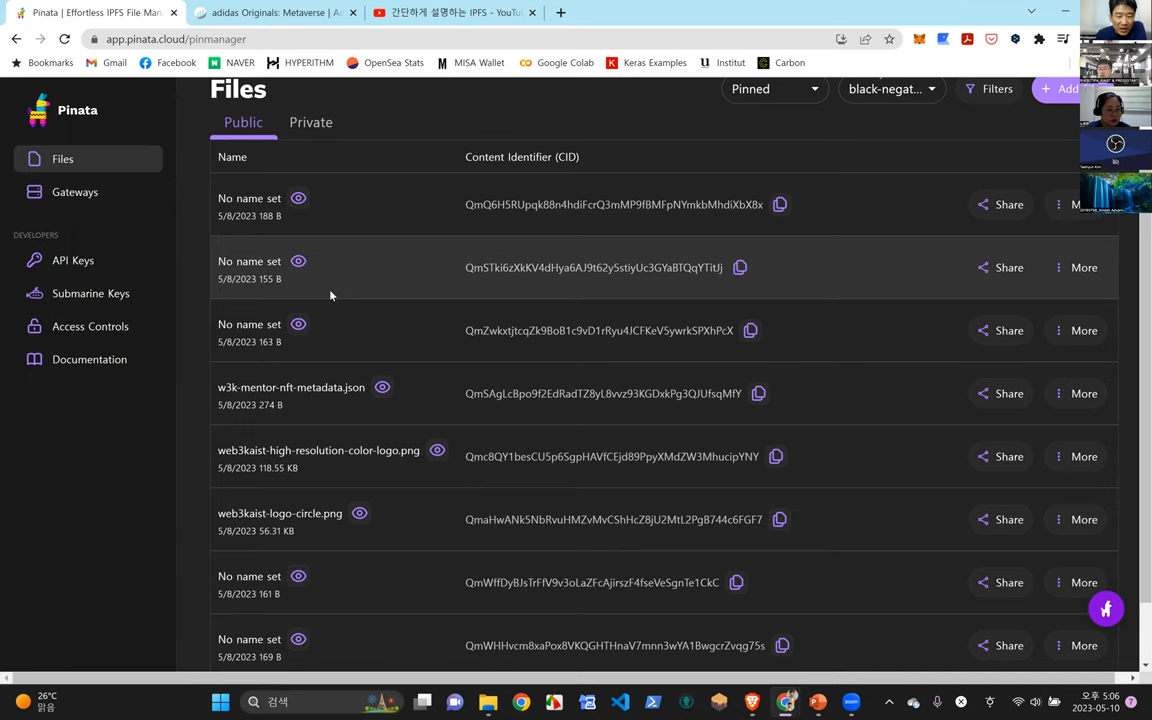 Pinata | Effortless IPFS File Man
adidas Originals: Metaverse | Ad
간단하게 설명하는 IPFS - YouTu
app.pinata.cloud/pinmanager
Bookmarks
Gmail
Facebook
NAVER
HYPERITHM
OpenSea Stats
MISA Wallet
Google Colab
Keras Examples
Institut
Carbon
Pinata
Files
Pinned
black-negat...
Filters
+ Add
Public
Private
Files
Name
Content Identifier (CID)
Gateways
No name set
5/8/2023 188 B
QmQ6H5RUpqk88n4hdiFcrQ3mMP9fBMFpNYmkbMhdiXbX8x
Share
M
DEVELOPERS
API Keys
No name set
5/8/2023 155 B
QmSTki6zXkKV4dHya6AJ9t62y5stiyUc3GYaBTQqYTitJj
Share
More
Submarine Keys
Access Controls
No name set
5/8/2023 163 B
QmZwkxtjtcqZk9BoB1c9vD1rRyu4JCFKeV5ywrkSPXhPcX
Share
More
Documentation
w3k-mentor-nft-metadata.json
5/8/2023 274 B
QmSAgLcBpo9f2EdRadTZ8yL8vvz93KGDxkPg3QJUfsqMfY
Share
More
web3kaist-high-resolution-color-logo.png
5/8/2023 118.55 KB
Qmc8QY1besCU5p6SgpHAVfCEjd89PpyXMdZW3MhucipYNY
Share
More
web3kaist-logo-circle.png
5/8/2023 56.31 KB
QmaHwANk5NbRvuHMZvMvCShHcZ8jU2MtL2PgB744c6FGF7
Share
More
No name set
5/8/2023 161 B
QmWffDyBJsTrFfV9v3oLaZFcAjirszF4fseVeSgnTe1CkC
Share
More
No name set
5/8/2023 169 B
QmWHHvcm8xaPox8VKQGHTHnaV7mnn3wYA1BwgcrZvqg75s
Share
More
26°C
맑음
검색
오후 5:06
2023-05-10